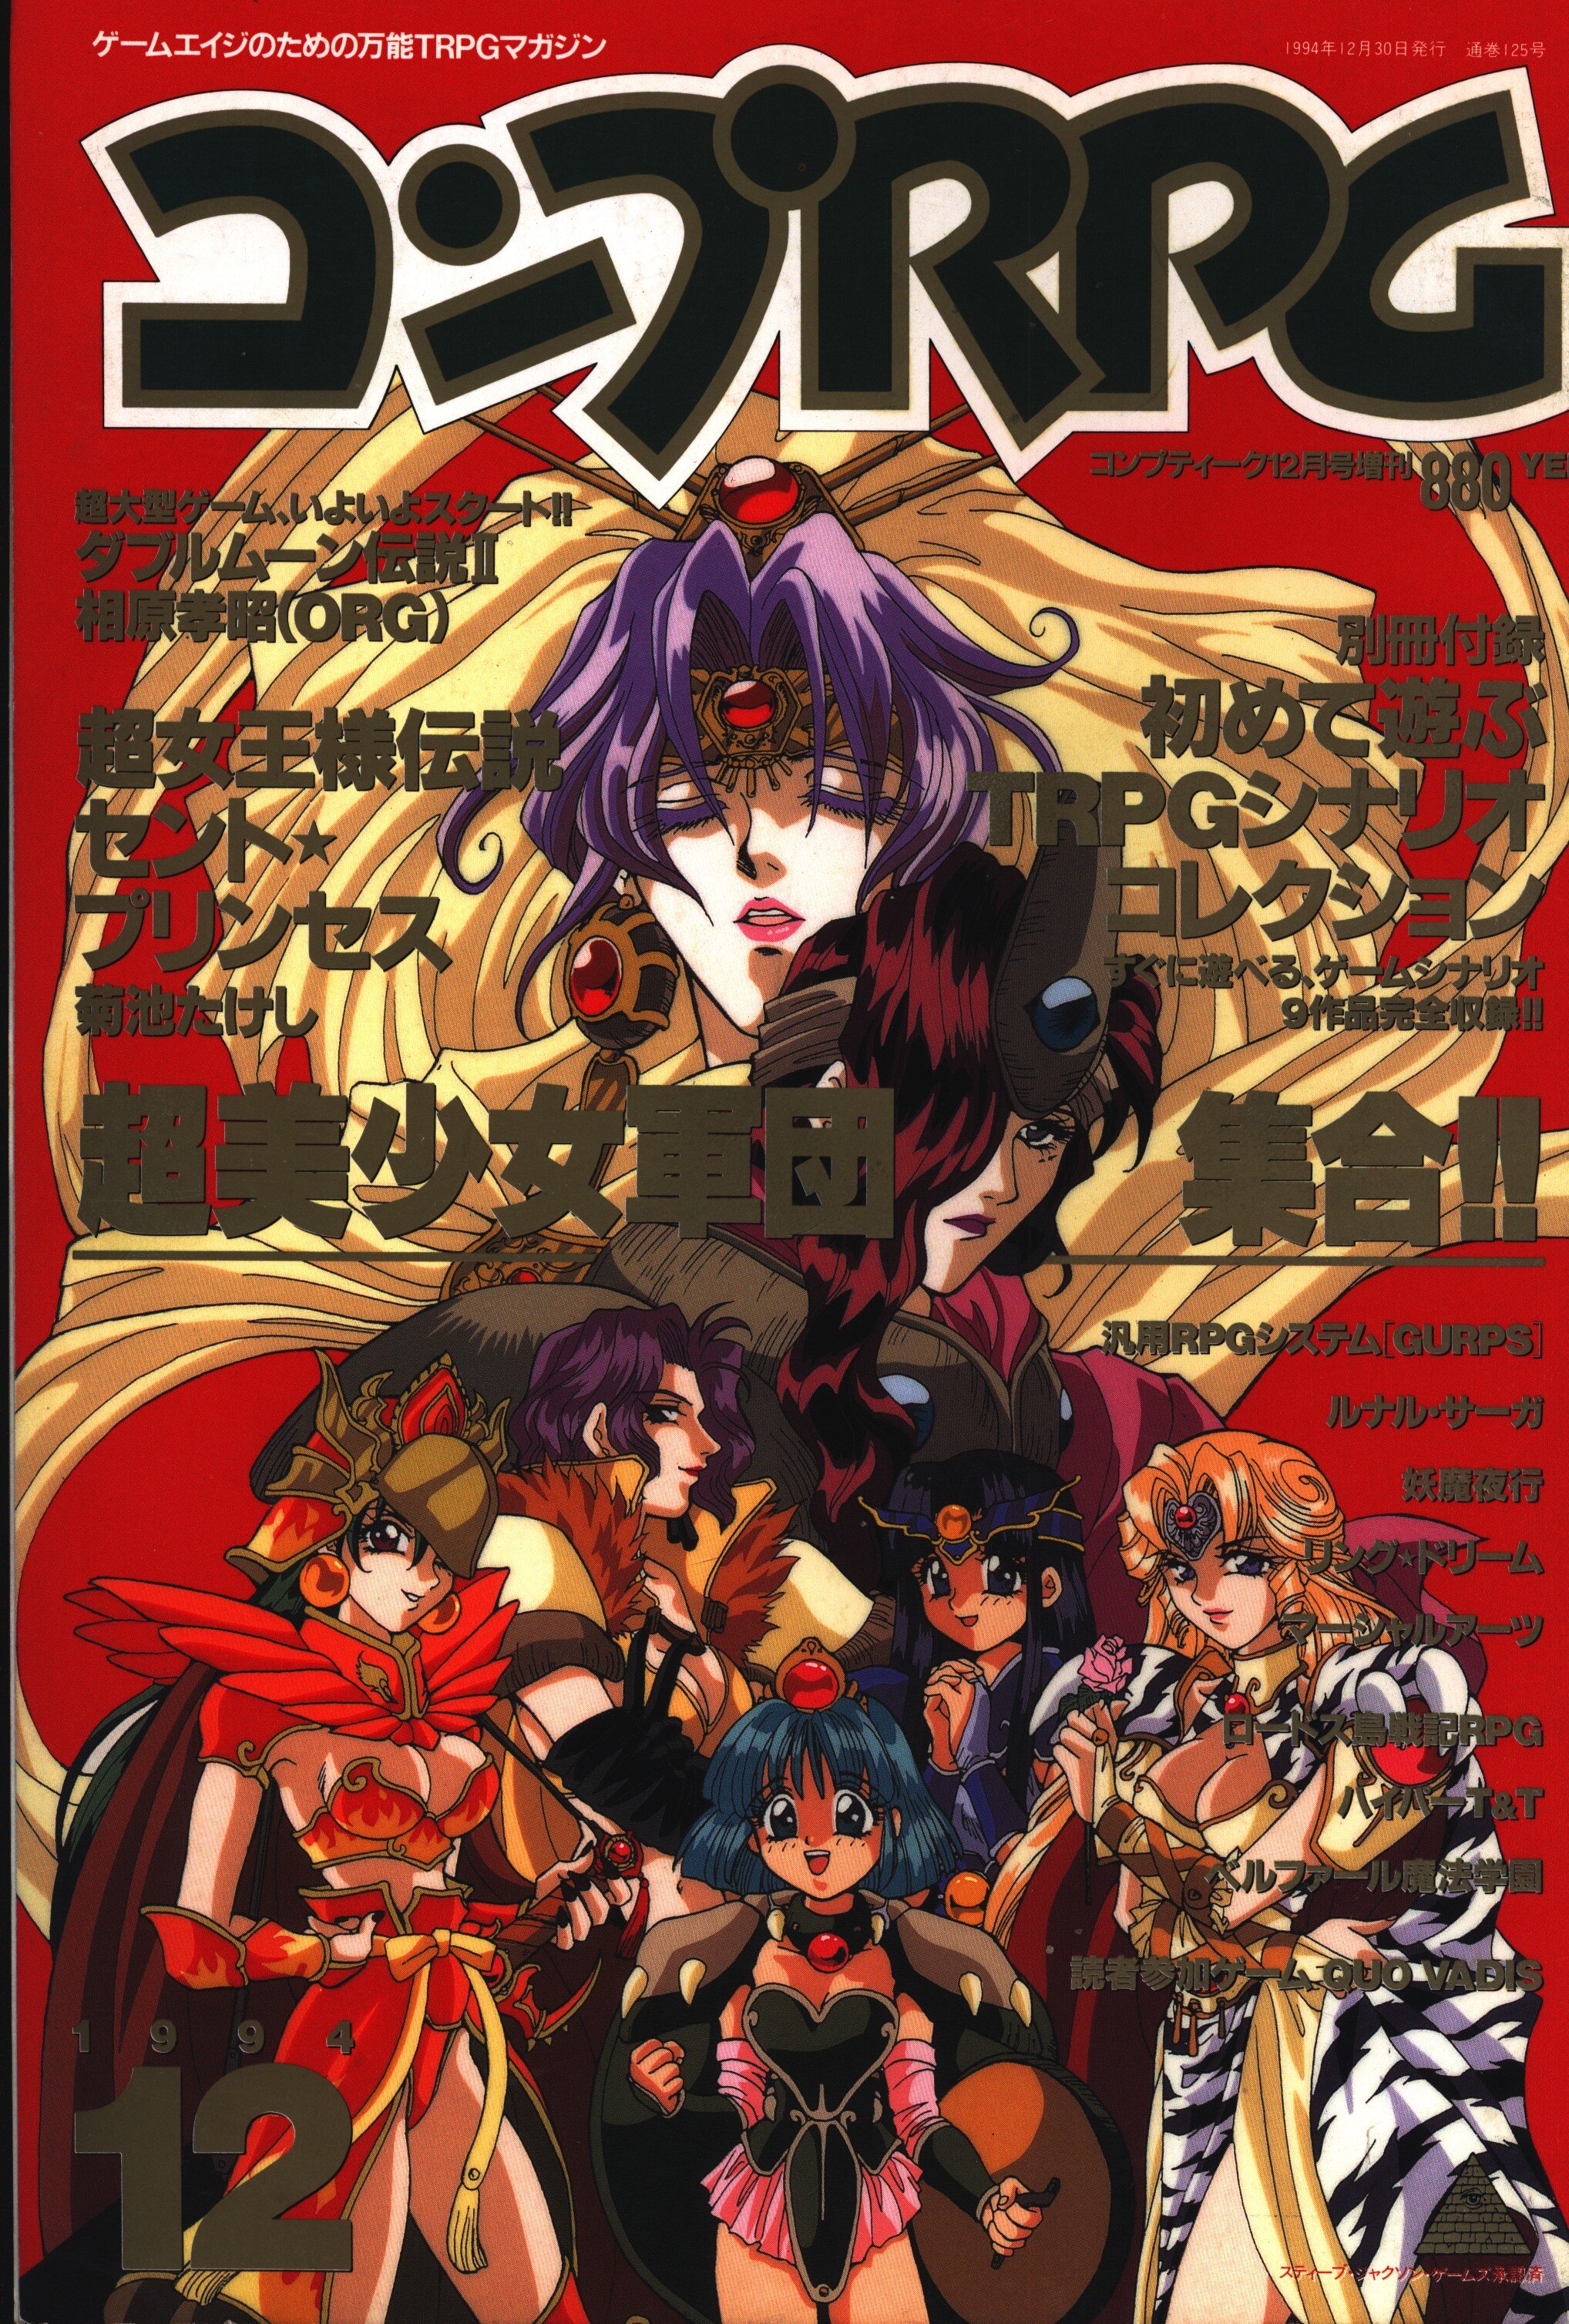 ゲームエイジのための万能TRPGマガジン
1994年12月30日発行　通巻125号
コンプRPG
コンプティーク12月号増刊 880 YE
超大型ゲーム、いよいよスタート!!
ダブルムーン伝説II
相原孝昭(ORG)
超女王様伝説
セント★
プリンセス
菊池たけし
別冊付録
初めて遊ぶ
TRPGシナリオ
コレクション
すぐに遊べる、ゲームシナリオ
9作品完全収録!!
超美少女軍団 集合!!
汎用RPGシステム[GURPS]
ルナル・サーガ
妖魔夜行
リング★ドリーム
マーシャルアーツ
ロードス島戦記RPG
ハイパーT&T
ベルファール魔法学園
読者参加ゲーム QUO VADIS
1994
12
スティーブ・ジャクソン・ゲームズ承認済